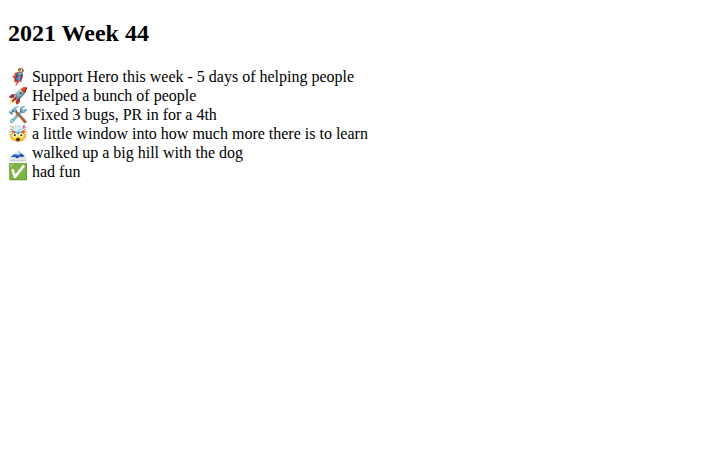 2021 Week 44
🦸 Support Hero this week - 5 days of helping people
🚀 Helped a bunch of people
🛠️ Fixed 3 bugs, PR in for a 4th
🤯 a little window into how much more there is to learn
🗻 walked up a big hill with the dog
✅ had fun